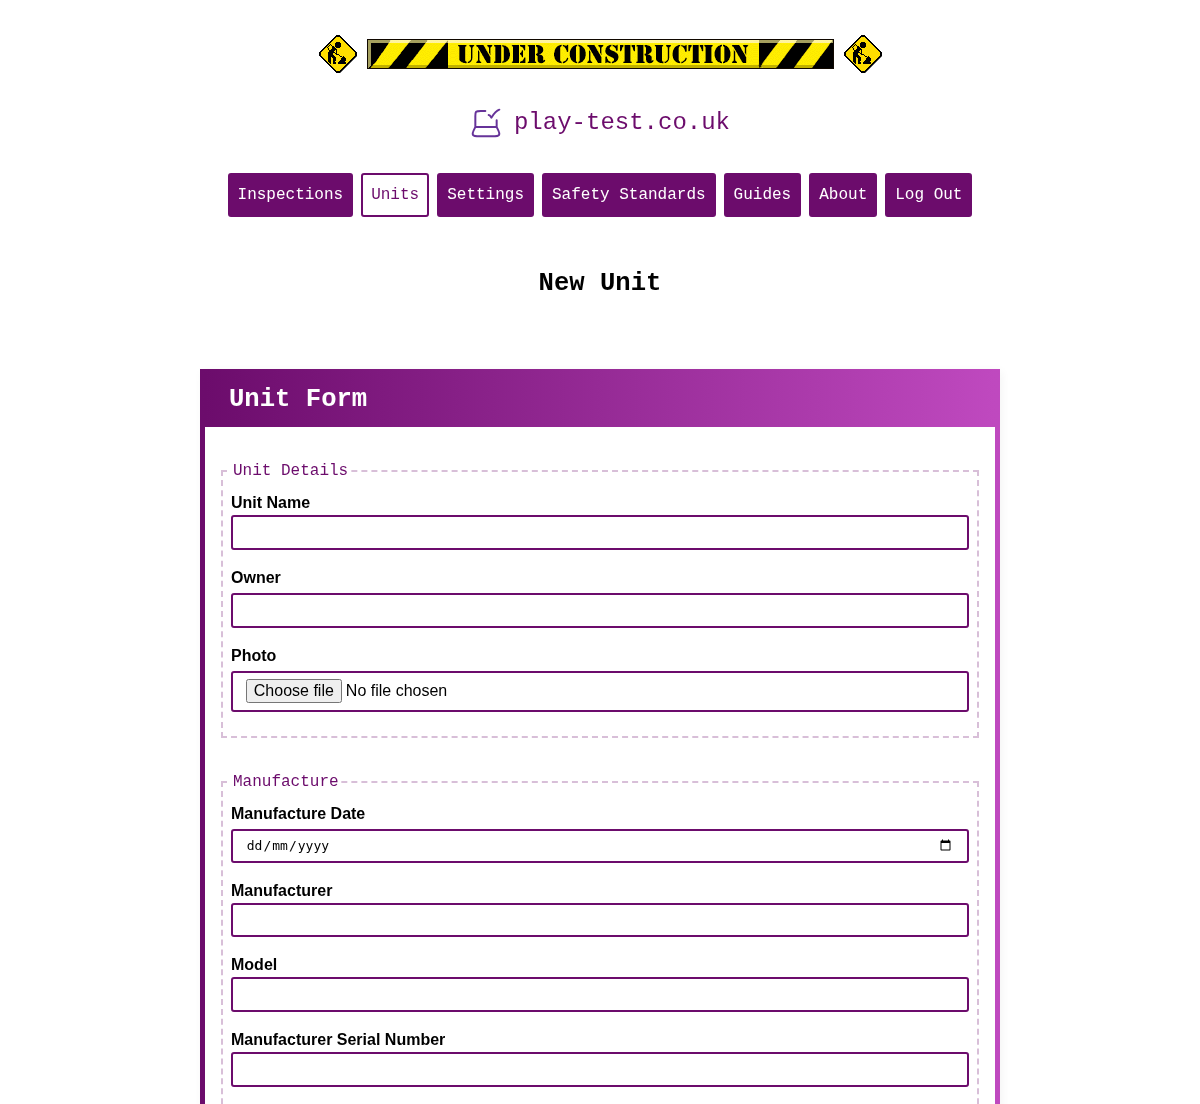 UNDER CONSTRUCTION
play-test.co.uk
Inspections Units Settings Safety Standards Guides About Log Out
New Unit
Unit Form
Unit Details
Unit Name
Owner
Photo
Choose file No file chosen
Manufacture
Manufacture Date
dd/mm/yyyy
Manufacturer
Model
Manufacturer Serial Number